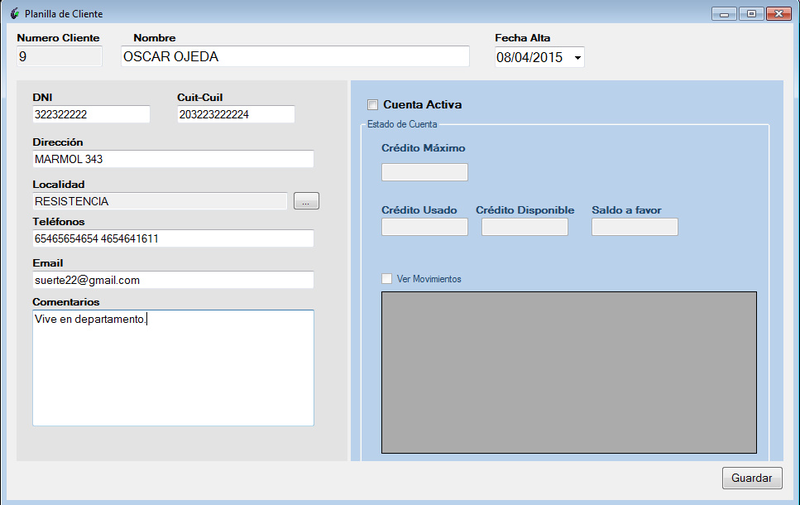 Planilla de Cliente
Numero Cliente Nombre Fecha Alta
9 OSCAR OJEDA 08/04/2015
DNI Cuit-Cuil
322322222 203223222224
Dirección
MARMOL 343
Localidad
RESISTENCIA ...
Teléfonos
65465654654 4654641611
Email
suerte22@gmail.com
Comentarios
Vive en departamento.
Cuenta Activa
Estado de Cuenta
Crédito Máximo
Crédito Usado Crédito Disponible Saldo a favor
Ver Movimientos
Guardar